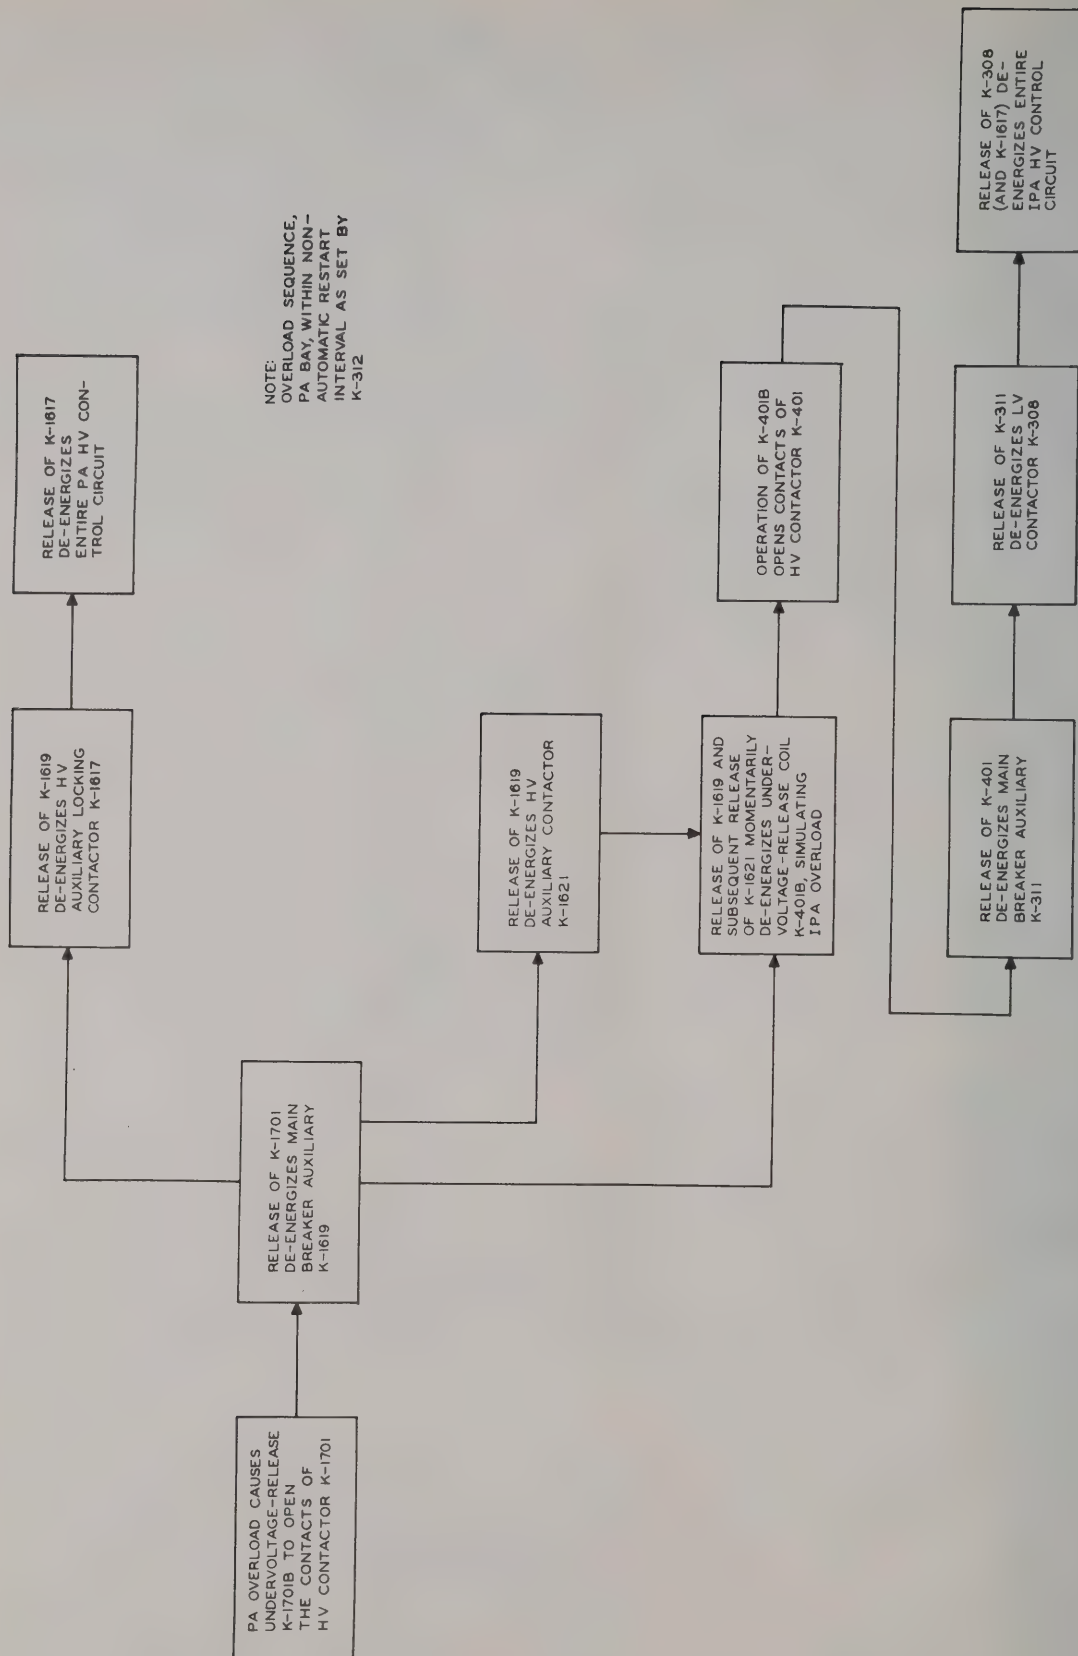 PA OVERLOAD CAUSES
UNDERVOLTAGE-RELEASE
K-1701B TO OPEN
THE CONTACTS OF
HV CONTACTOR K-1701
RELEASE OF K-1701
DE-ENERGIZES MAIN
BREAKER AUXILIARY
K-1619
RELEASE OF K-1619
DE-ENERGIZES HV
AUXILIARY LOCKING
CONTACTOR K-1617
RELEASE OF K-1617
DE-ENERGIZES
ENTIRE PA HV CON-
TROL CIRCUIT
NOTE:
OVERLOAD SEQUENCE,
PA BAY, WITHIN NON-
AUTOMATIC RESTART
INTERVAL AS SET BY
K-312
RELEASE OF K-1619
DE-ENERGIZES HV
AUXILIARY CONTACTOR
K-1621
RELEASE OF K-1619 AND
SUBSEQUENT RELEASE
OF K-1621 MOMENTARILY
DE-ENERGIZES UNDER-
VOLTAGE-RELEASE COIL
K-401B, SIMULATING
IPA OVERLOAD
OPERATION OF K-401B
OPENS CONTACTS OF
HV CONTACTOR K-401
RELEASE OF K-401
DE-ENERGIZES MAIN
BREAKER AUXILIARY
K-311
RELEASE OF K-311
DE-ENERGIZES LV
CONTACTOR K-308
RELEASE OF K-308
(AND K-1617) DE-
ENERGIZES ENTIRE
IPA HV CONTROL
CIRCUIT